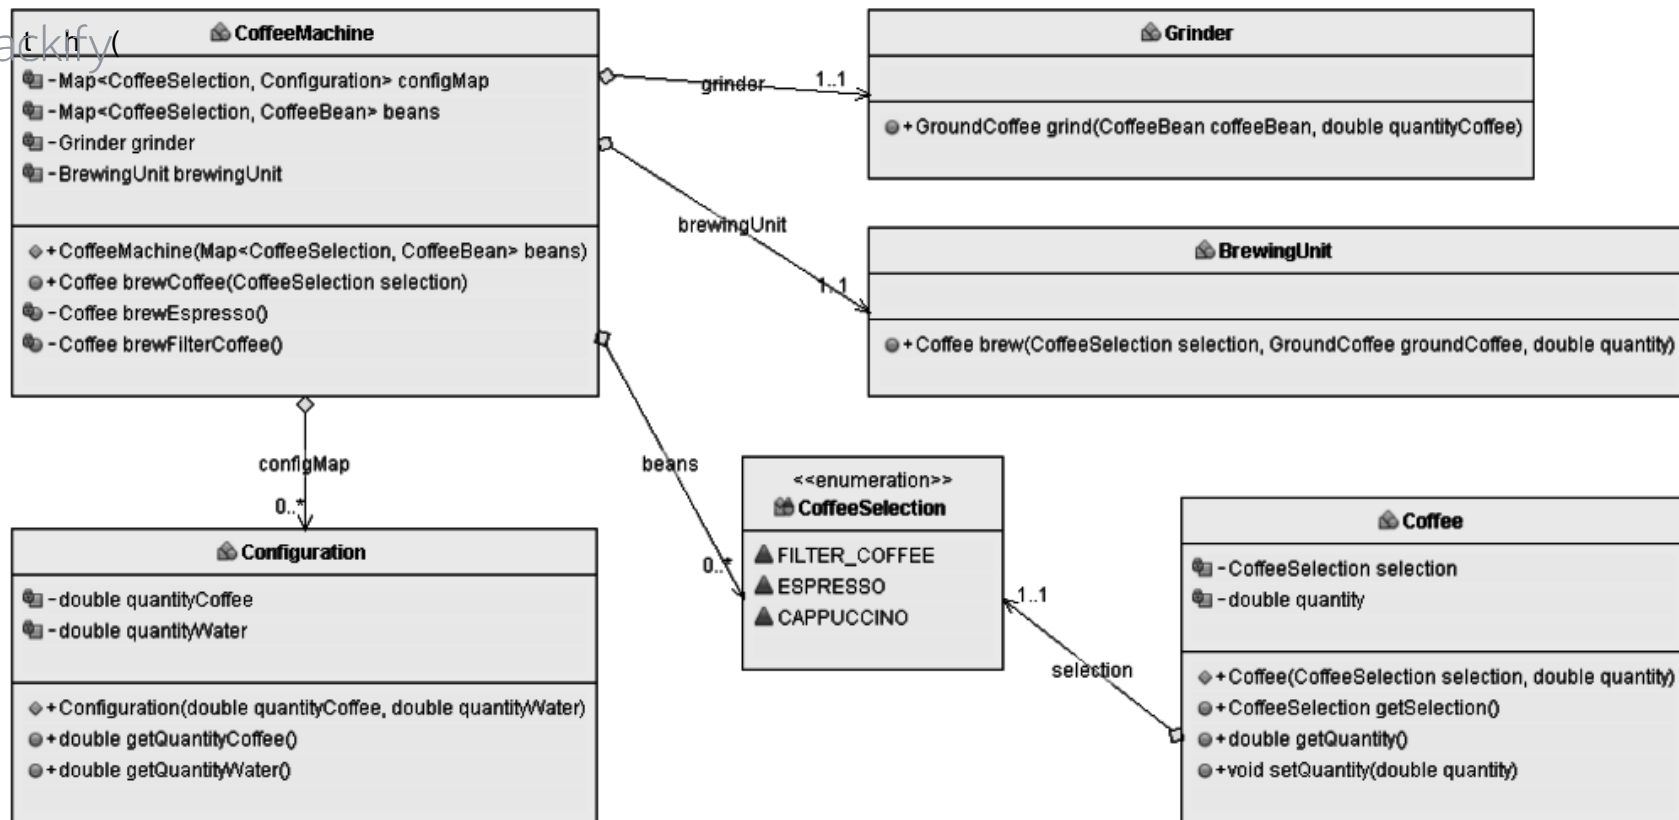 CoffeeMachine
-Map<CoffeeSelection, Configuration> configMap
-Map<CoffeeSelection, CoffeeBean> beans
-Grinder grinder
-BrewingUnit brewingUnit
+CoffeeMachine(Map<CoffeeSelection, CoffeeBean> beans)
+Coffee brewCoffee(CoffeeSelection selection)
-Coffee brewEspresso()
-Coffee brewFilterCoffee()
grinder
1..1
Grinder
+GroundCoffee grind(CoffeeBean coffeeBean, double quantityCoffee)
brewingUnit
1..1
BrewingUnit
+Coffee brew(CoffeeSelection selection, GroundCoffee groundCoffee, double quantity)
configMap
0..*
beans
0..*
Configuration
-double quantityCoffee
-double quantityWater
+Configuration(double quantityCoffee, double quantityWater)
+double getQuantityCoffee()
+double getQuantityWater()
<<enumeration>>
CoffeeSelection
FILTER_COFFEE
ESPRESSO
CAPPUCCINO
1..1
selection
Coffee
-CoffeeSelection selection
-double quantity
+Coffee(CoffeeSelection selection, double quantity)
+CoffeeSelection getSelection()
+double getQuantity()
+void setQuantity(double quantity)